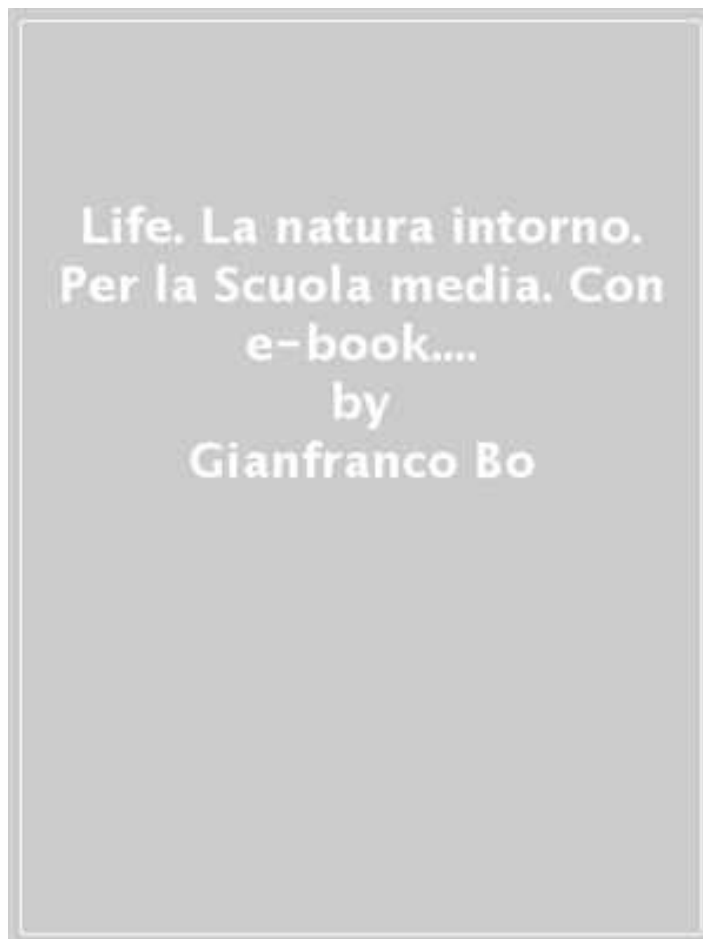 Life. La natura intorno.
Per la Scuola media. Con
e-book....
by
Gianfranco Bo